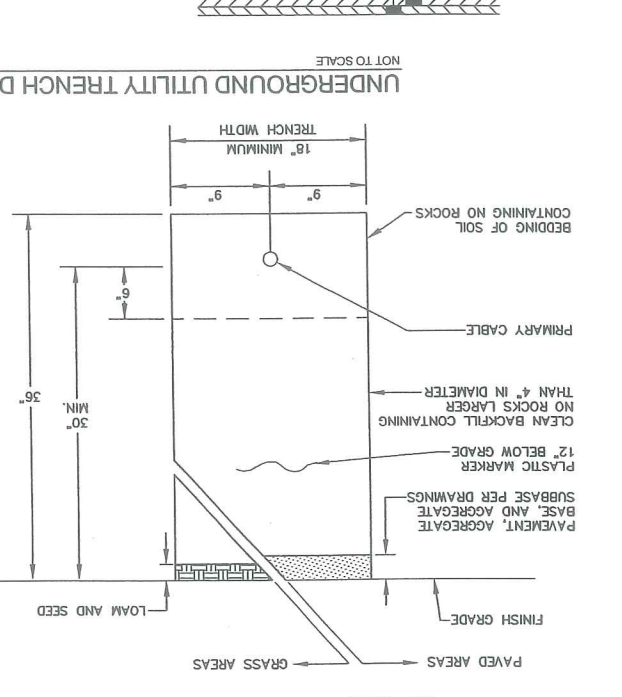 PAVED AREAS
GRASS AREAS
FINISH GRADE
LOAM AND SEED
PAVEMENT, AGGREGATE
BASE, AND AGGREGATE
SUBBASE PER DRAWINGS
PLASTIC MARKER
12" BELOW GRADE
CLEAN BACKFILL CONTAINING
NO ROCKS LARGER
THAN 4" IN DIAMETER
30"
MIN.
36"
PRIMARY CABLE
6"
BEDDING OF SOIL
CONTAINING NO ROCKS
9"
9"
18" MINIMUM
TRENCH WIDTH
UNDERGROUND UTILITY TRENCH D
NOT TO SCALE